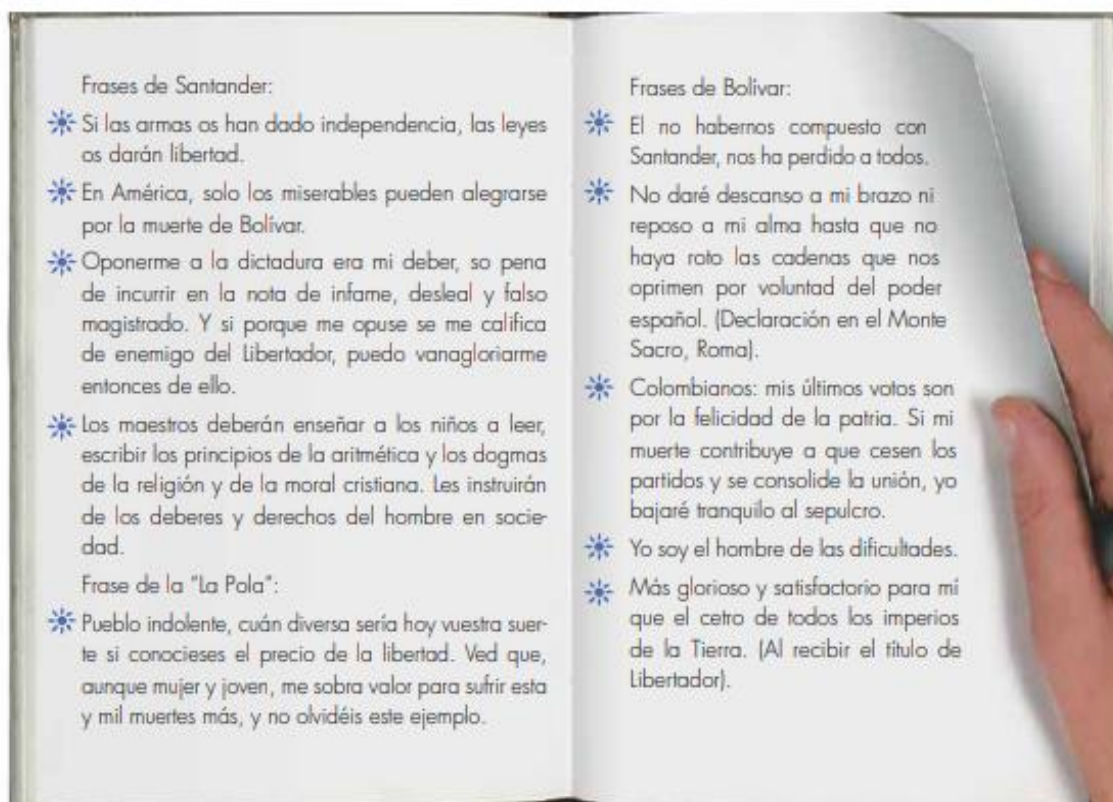 Frases de Santander:
Si las armas os han dado independencia, las leyes
os darán libertad.
En América, solo los miserables pueden alegrarse
por la muerte de Bolívar.
Oponerme a la dictadura era mi deber, so pena
de incurrir en la nota de infame, desleal y falso
magistrado. Y si porque me opuse se me califica
de enemigo del Libertador, puedo vanagloriarme
entonces de ello.
Los maestros deberán enseñar a los niños a leer,
escribir los principios de la aritmética y los dogmas
de la religión y de la moral cristiana. Les instruirán
de los deberes y derechos del hombre en socie-
dad.
Frase de la "La Pola":
Pueblo indolente, cuán diversa sería hoy vuestra suer-
te si conocieses el precio de la libertad. Ved que,
aunque mujer y joven, me sobra valor para sufrir esta
y mil muertes más, y no olvidéis este ejemplo.
Frases de Bolívar:
El no habernos compuesto con
Santander, nos ha perdido a todos.
No daré descanso a mi brazo ni
reposo a mi alma hasta que no
haya roto las cadenas que nos
oprimen por voluntad del poder
español. (Declaración en el Monte
Sacro, Roma).
Colombianos: mis últimos votos son
por la felicidad de la patria. Si mi
muerte contribuye a que cesen los
partidos y se consolide la unión, yo
bajaré tranquilo al sepulcro.
Yo soy el hombre de las dificultades.
Más glorioso y satisfactorio para mí
que el cetro de todos los imperios
de la Tierra. (Al recibir el título de
Libertador).